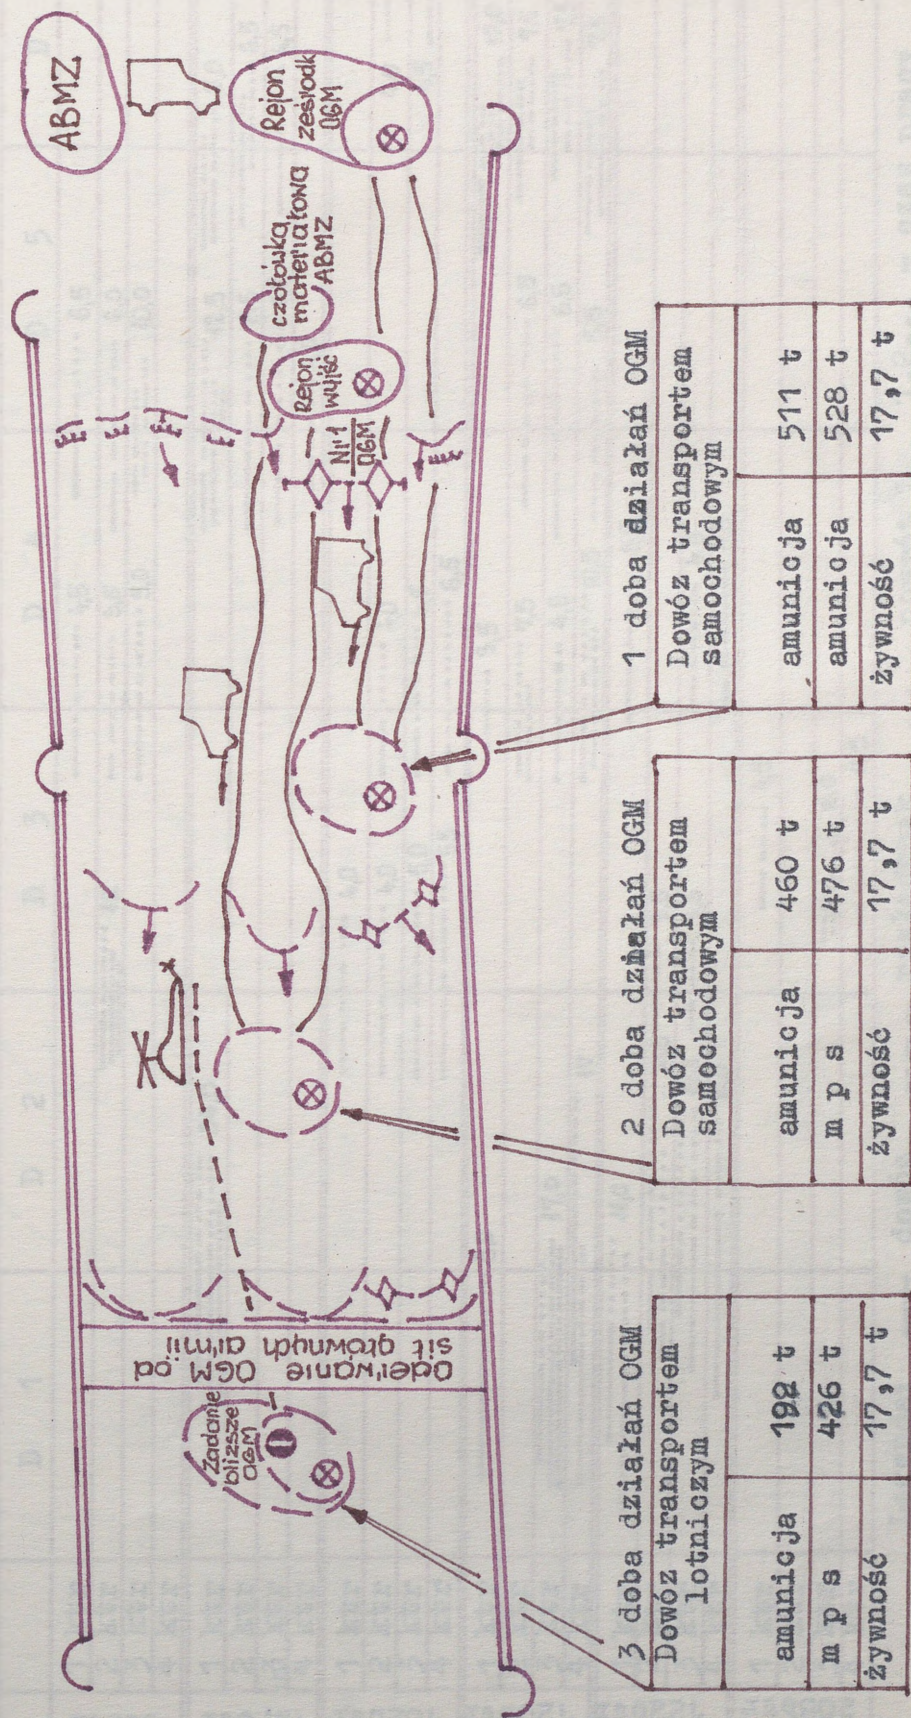 ABMZ
Rejon
ześrodk
OGM
czołówka
materiałowa
ABMZ
Rejon
wyjśc
Nr 1
OGM
Oderwanie OGM od
sił głównych armii
Zadanie
bliższe
OGM
3 doba działań OGM
Dowóz transportem
lotniczym
amunicja 192 t
m p s 426 t
żywność 17,7 t
2 doba działań OGM
Dowóz transportem
samochodowym
amunicja 460 t
m p s 476 t
żywność 17,7 t
1 doba działań OGM
Dowóz transportem
samochodowym
amunicja 511 t
amunicja 528 t
żywność 17,7 t